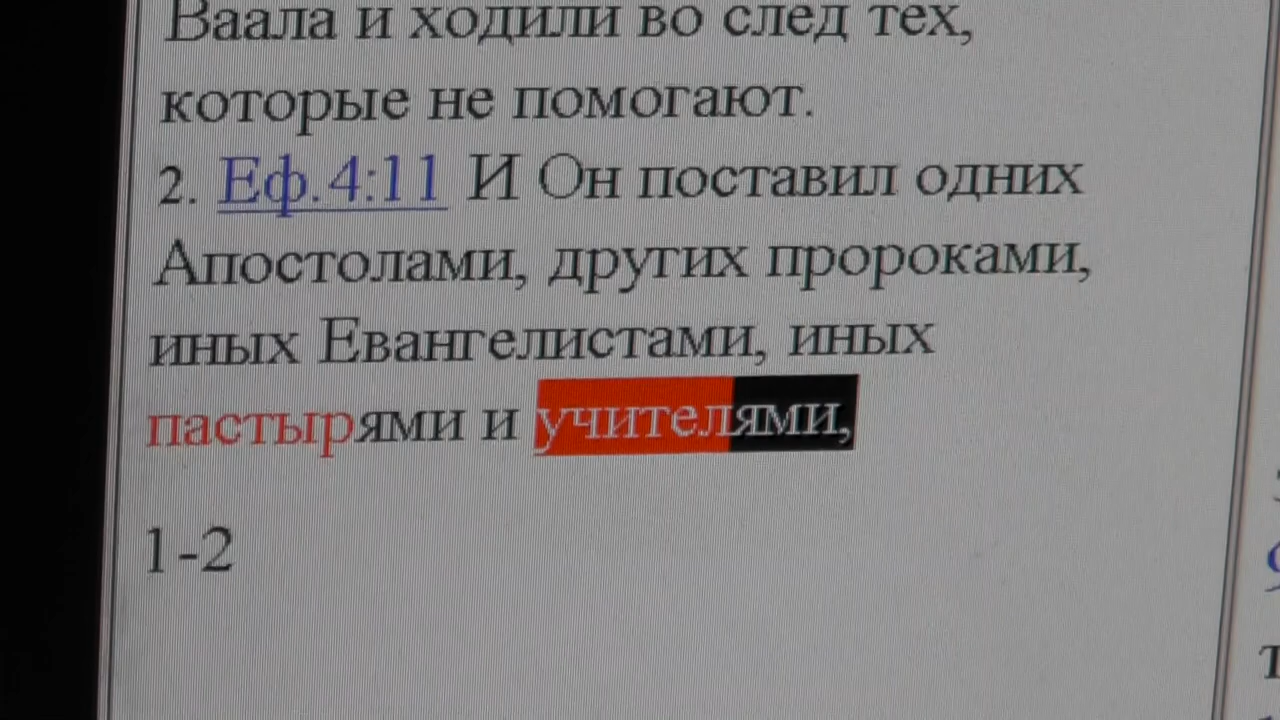 Ваала и ходили во след тех,
которые не помогают.
2. Еф.4:11 И Он поставил одних
Апостолами, других пророками,
иных Евангелистами, иных
пастырями и учителями,
1-2